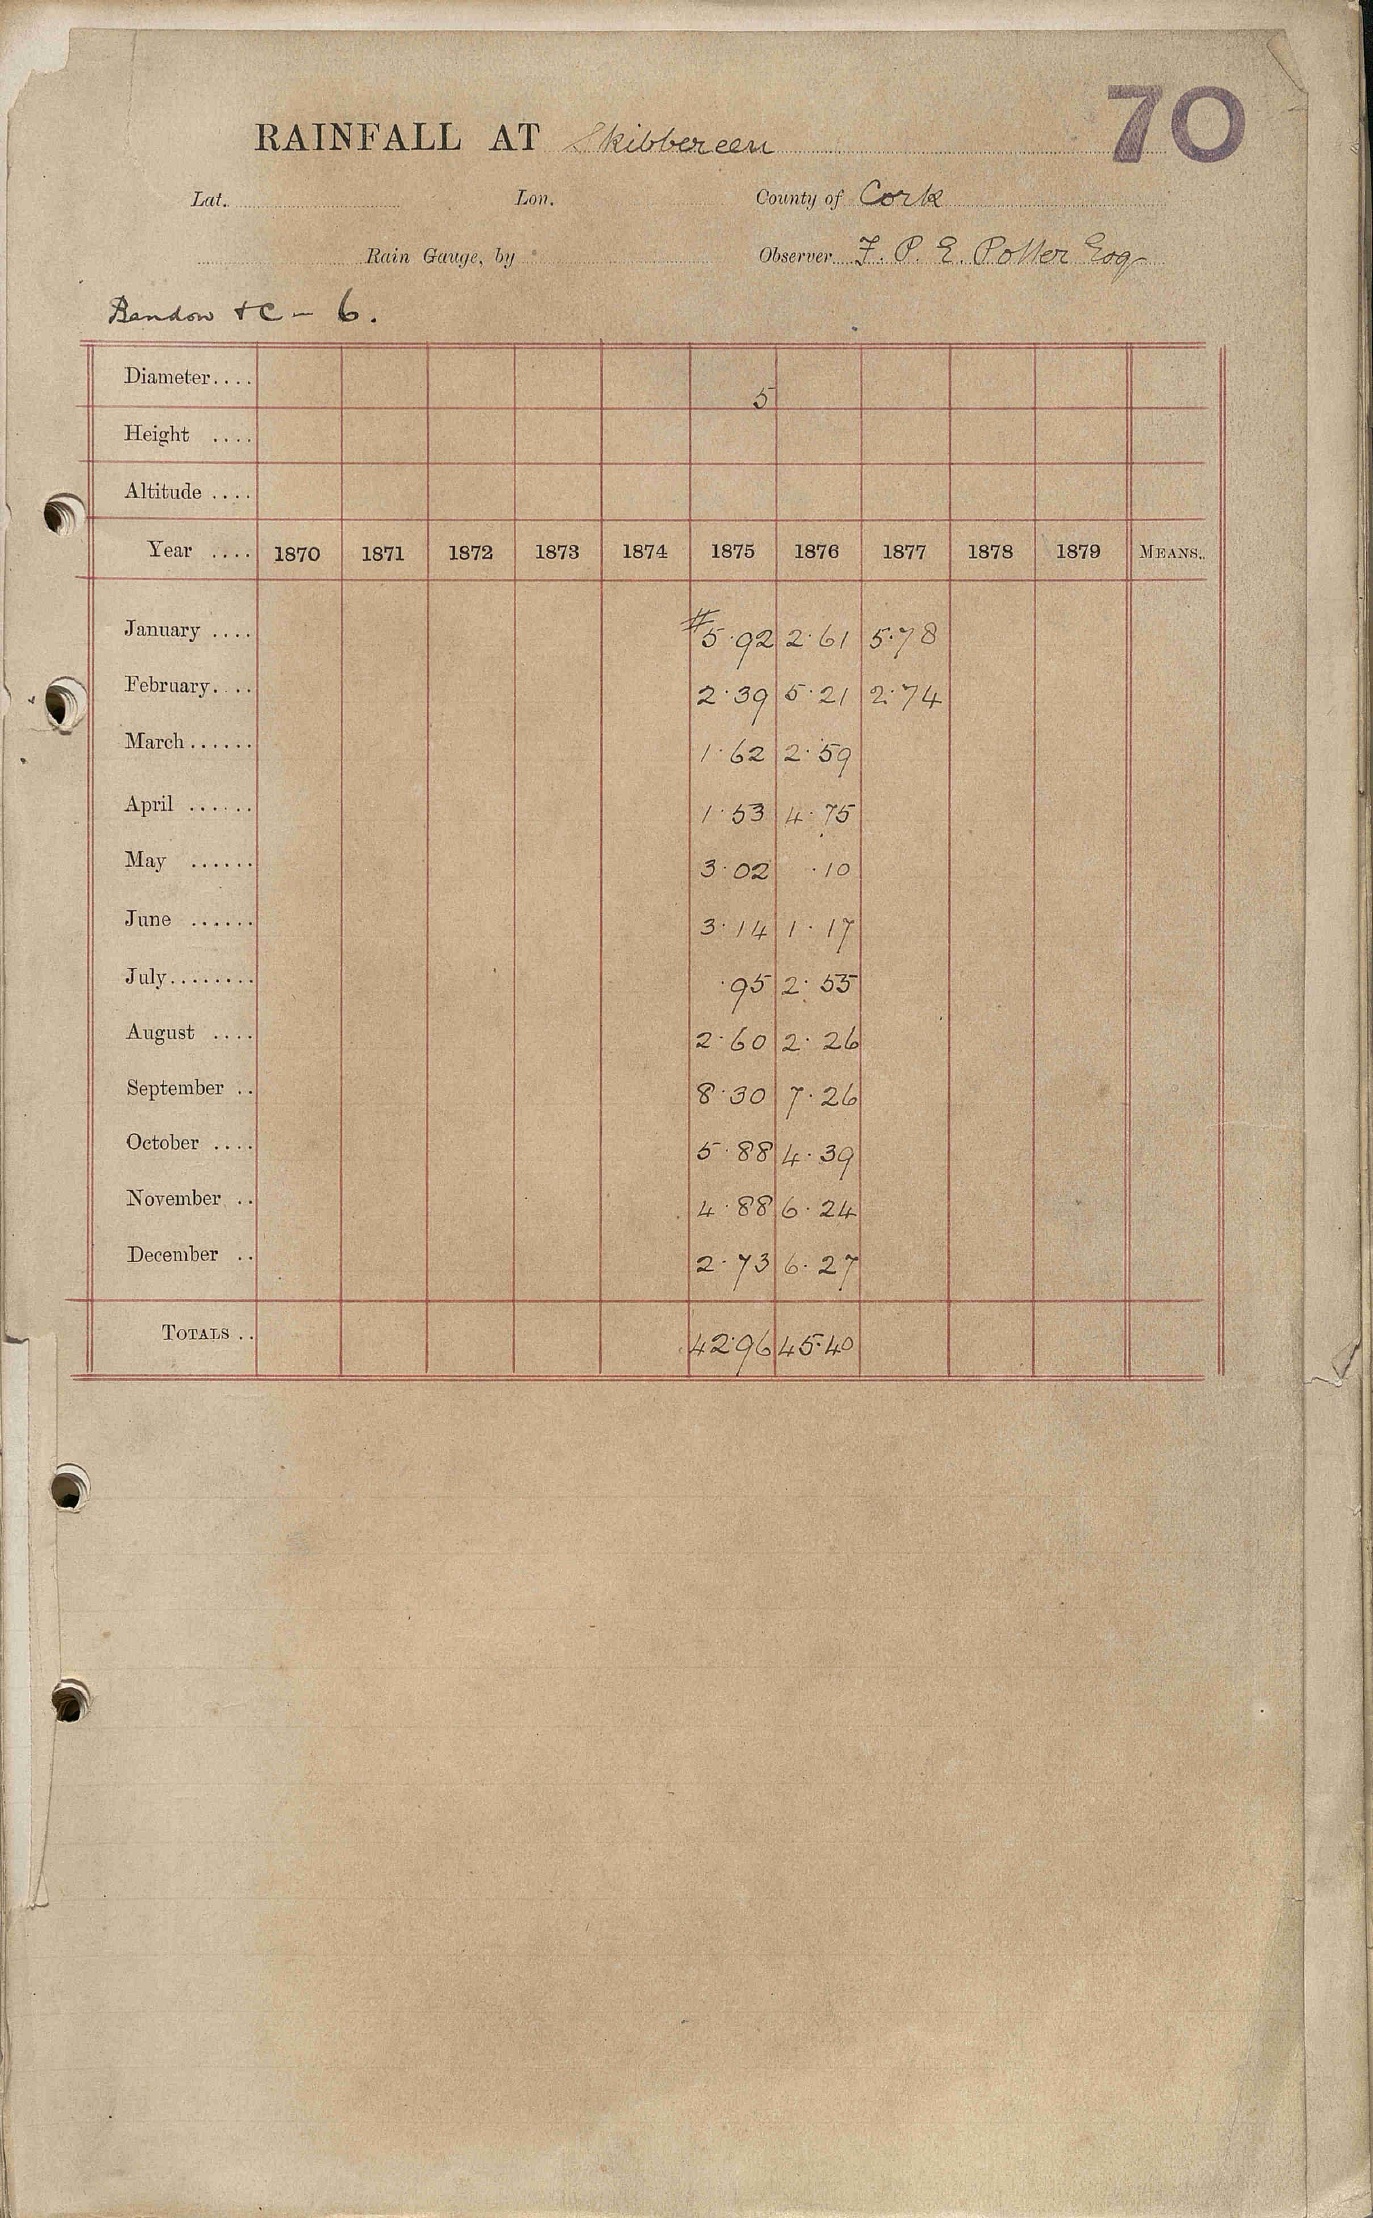 70
RAINFALL AT Skibbereen
Lat. Lon. County of Cork
Rain Gauge, by Observer F. P. E. Potter Esq
Bandon &C – 6.
Diameter.... 5
Height ....
Altitude ....
Year .... 1870 1871 1872 1873 1874 1875 1876 1877 1878 1879 MEANS.
January .... # 5·92 2·61 5·78
February.... 2·39 5·21 2·74
March...... 1·62 2·59
April ...... 1·53 4·75
May ...... 3·02 ·10
June ...... 3·14 1·17
July........ ·95 2·55
August .... 2·60 2·26
September .. 8·30 7·26
October .... 5·88 4·39
November .. 4·88 6·24
December .. 2·73 6·27
TOTALS .. 42·96 45·40